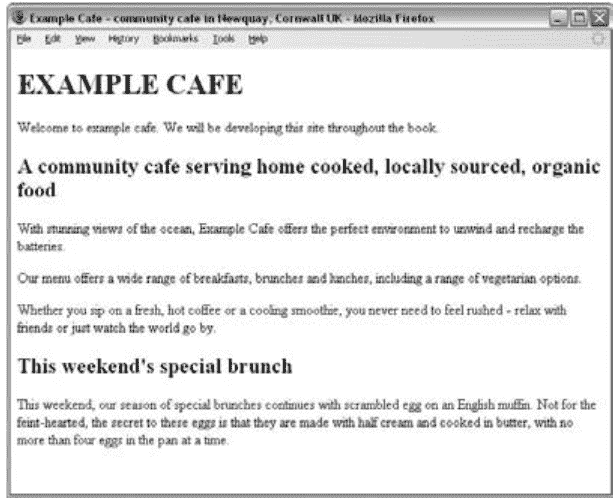 Example Cafe - community cafe in Newquay, Cornwall UK - Mozilla Firefox
File Edit View History Bookmarks Tools Help
EXAMPLE CAFE
Welcome to example cafe. We will be developing this site throughout the book.
A community cafe serving home cooked, locally sourced, organic
food
With stunning views of the ocean, Example Cafe offers the perfect environment to unwind and recharge the
batteries.
Our menu offers a wide range of breakfasts, brunches and lunches, including a range of vegetarian options.
Whether you sip on a fresh, hot coffee or a cooling smoothie, you never need to feel rushed - relax with
friends or just watch the world go by.
This weekend's special brunch
This weekend, our season of special brunches continues with scrambled egg on an English muffin. Not for the
feint-hearted, the secret to these eggs is that they are made with half cream and cooked in butter, with no
more than four eggs in the pan at a time.